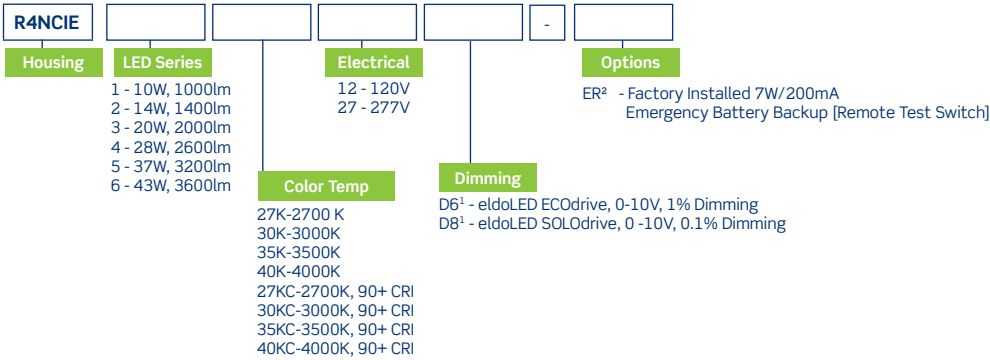 R4NCIE
-
Housing
LED Series
1 - 10W, 1000lm
2 - 14W, 1400lm
3 - 20W, 2000lm
4 - 28W, 2600lm
5 - 37W, 3200lm
6 - 43W, 3600lm
Color Temp
27K-2700 K
30K-3000K
35K-3500K
40K-4000K
27KC-2700K, 90+ CRI
30KC-3000K, 90+ CRI
35KC-3500K, 90+ CRI
40KC-4000K, 90+ CRI
Electrical
12 - 120V
27 - 277V
Dimming
D6¹ - eldoLED ECOdrive, 0-10V, 1% Dimming
D8¹ - eldoLED SOLOdrive, 0 -10V, 0.1% Dimming
Options
ER² - Factory Installed 7W/200mA
Emergency Battery Backup [Remote Test Switch]